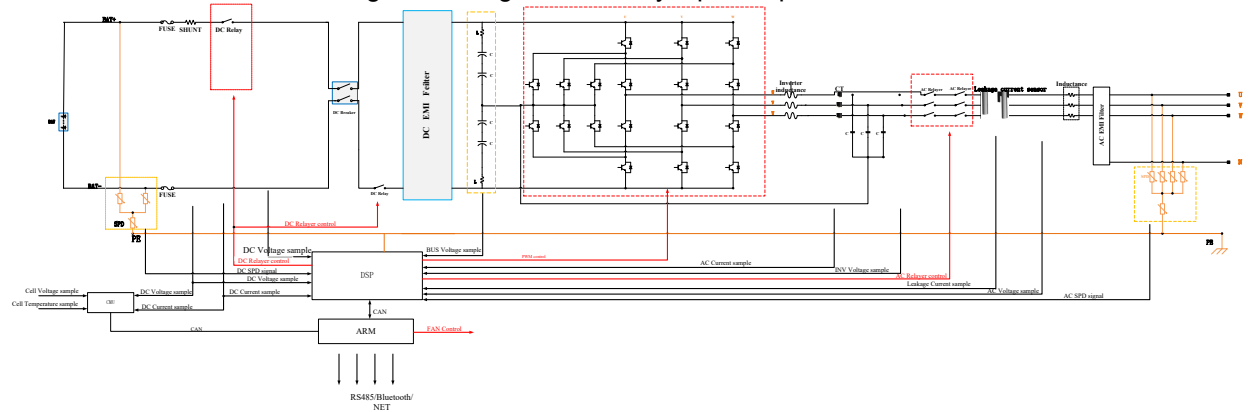 BAT+
FUSE
SHUNT
DC Relay
DC Breaker
DC EMI Feilter
C
C
C
C
Inverter
inductance
CT
C
C
C
AC Relayer
AC Relayer
Leakage current sensor
Inductance
AC EMI Filter
BAT-
FUSE
DC Relay
SPD
PE
PE
DC Relayer control
DC Voltage sample
BUS Voltage sample
DC Relayer control
DSP
PWM control
AC Current sample
DC SPD signal
INV Voltage sample
DC Voltage sample
AC Relayer control
Leakage Current sample
Cell Voltage sample
DC Voltage sample
DC Current sample
AC Voltage sample
AC SPD signal
Cell Temperature sample
DC Current sample
CAN
CAN
ARM
FAN Control
RS485/Bluetooth/
NET